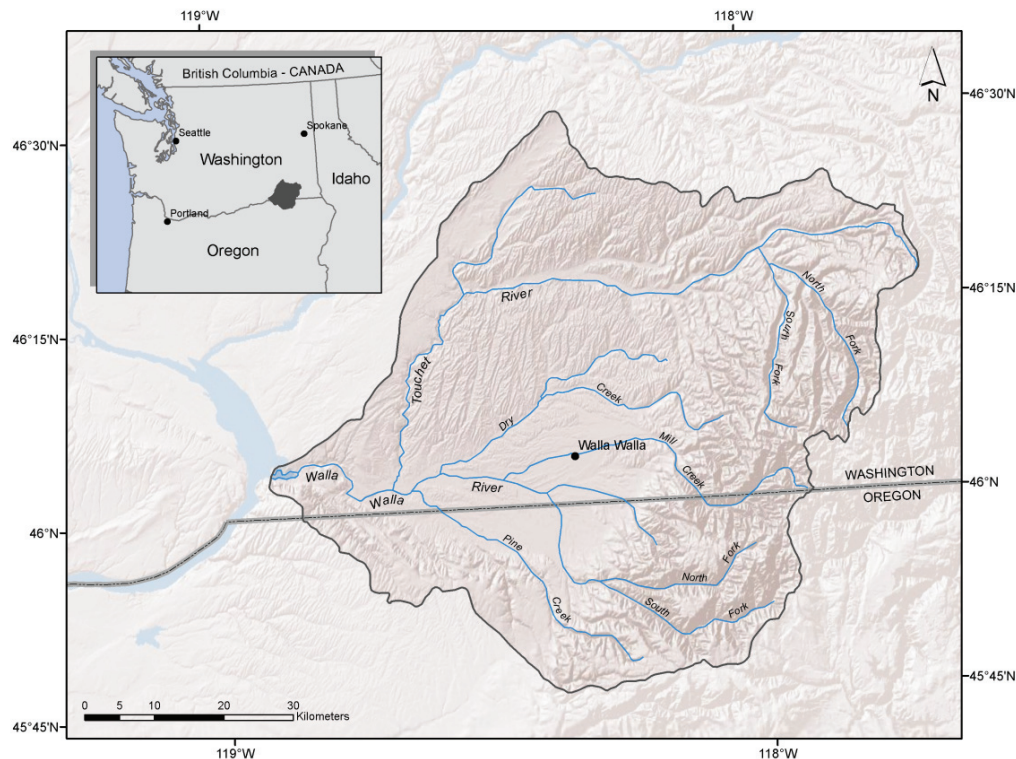 119°W
118°W
British Columbia - CANADA
Seattle
Spokane
Washington
Idaho
Portland
Oregon
N
46°30'N
46°30'N
46°15'N
46°15'N
46°N
46°N
45°45'N
45°45'N
River
North
Fork
South
Fork
Touchet
Creek
Dry
Walla Walla
Mill
Creek
Walla
Walla
River
WASHINGTON
OREGON
Pine
Creek
North
Fork
South
Fork
0 5 10 20 30
Kilometers
119°W
118°W